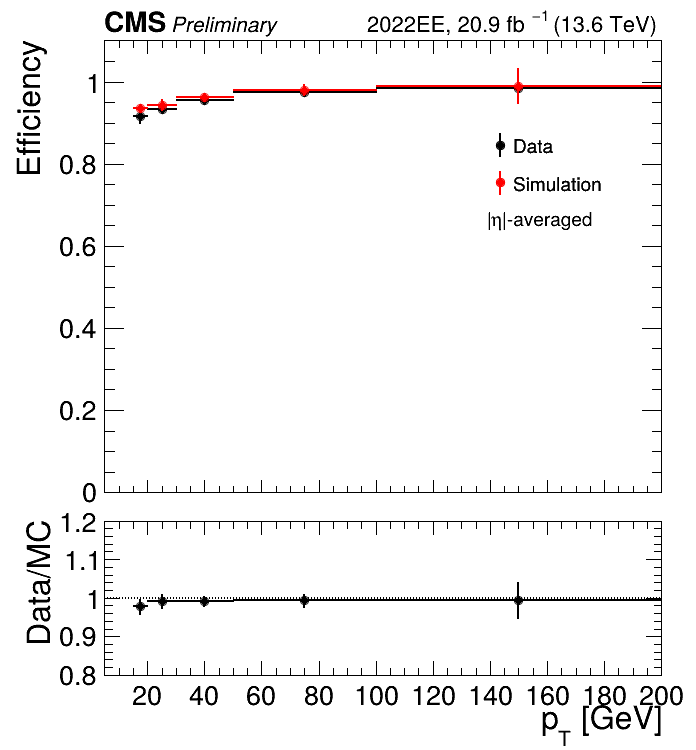 CMS Preliminary 2022EE, 20.9 fb⁻¹ (13.6 TeV)
Efficiency
1
0.8
0.6
0.4
0.2
0
Data
Simulation
|η|-averaged
Data/MC
1.2
1.1
1
0.9
0.8
20 40 60 80 100 120 140 160 180 200
p_T [GeV]